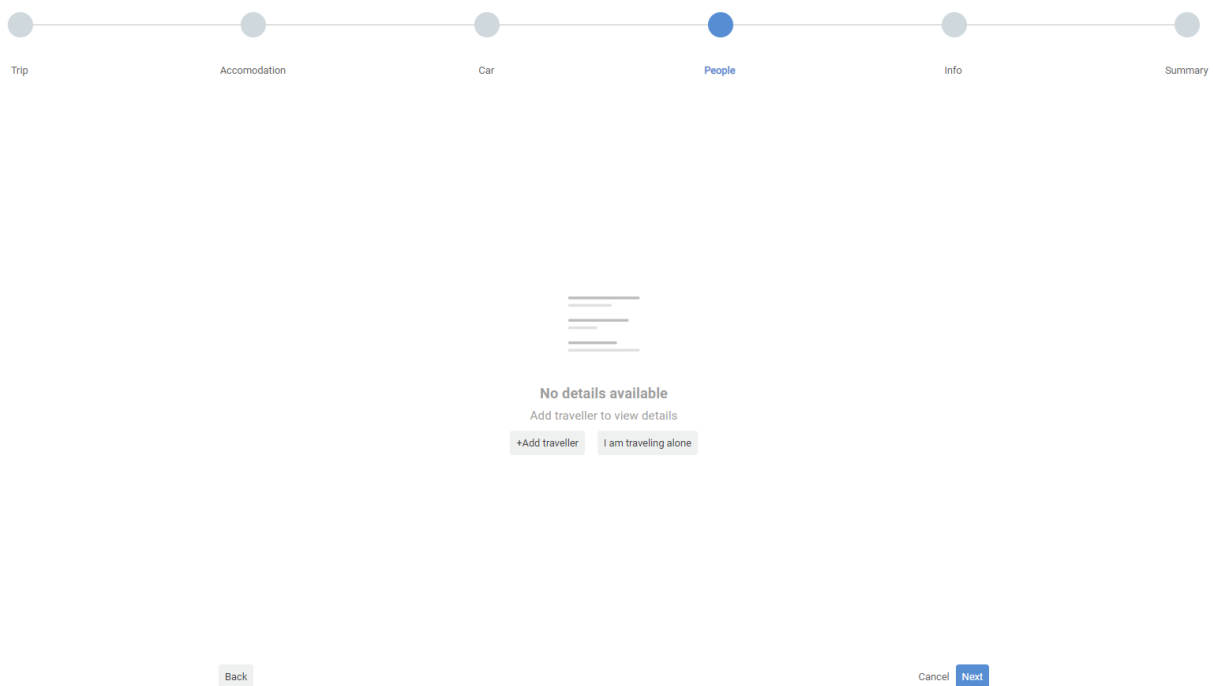 Trip Accomodation Car People Info Summary
No details available
Add traveller to view details
+Add traveller I am traveling alone
Back Cancel Next